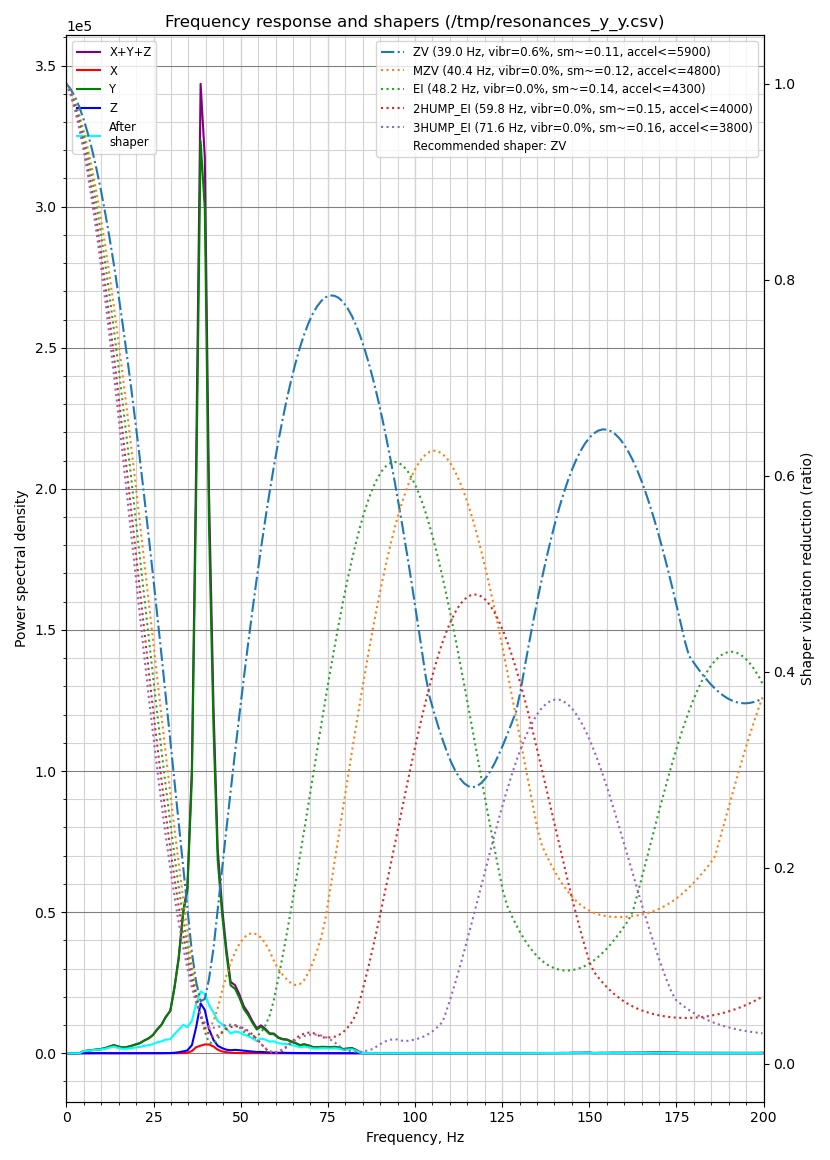 Frequency response and shapers (/tmp/resonances_y_y.csv)
1e5
X+Y+Z
X
Y
Z
After
shaper
ZV (39.0 Hz, vibr=0.6%, sm~=0.11, accel<=5900)
MZV (40.4 Hz, vibr=0.0%, sm~=0.12, accel<=4800)
EI (48.2 Hz, vibr=0.0%, sm~=0.14, accel<=4300)
2HUMP_EI (59.8 Hz, vibr=0.0%, sm~=0.15, accel<=4000)
3HUMP_EI (71.6 Hz, vibr=0.0%, sm~=0.16, accel<=3800)
Recommended shaper: ZV
3.5
3.0
2.5
2.0
1.5
1.0
0.5
0.0
Power spectral density
1.0
0.8
0.6
0.4
0.2
0.0
Shaper vibration reduction (ratio)
0 25 50 75 100 125 150 175 200
Frequency, Hz